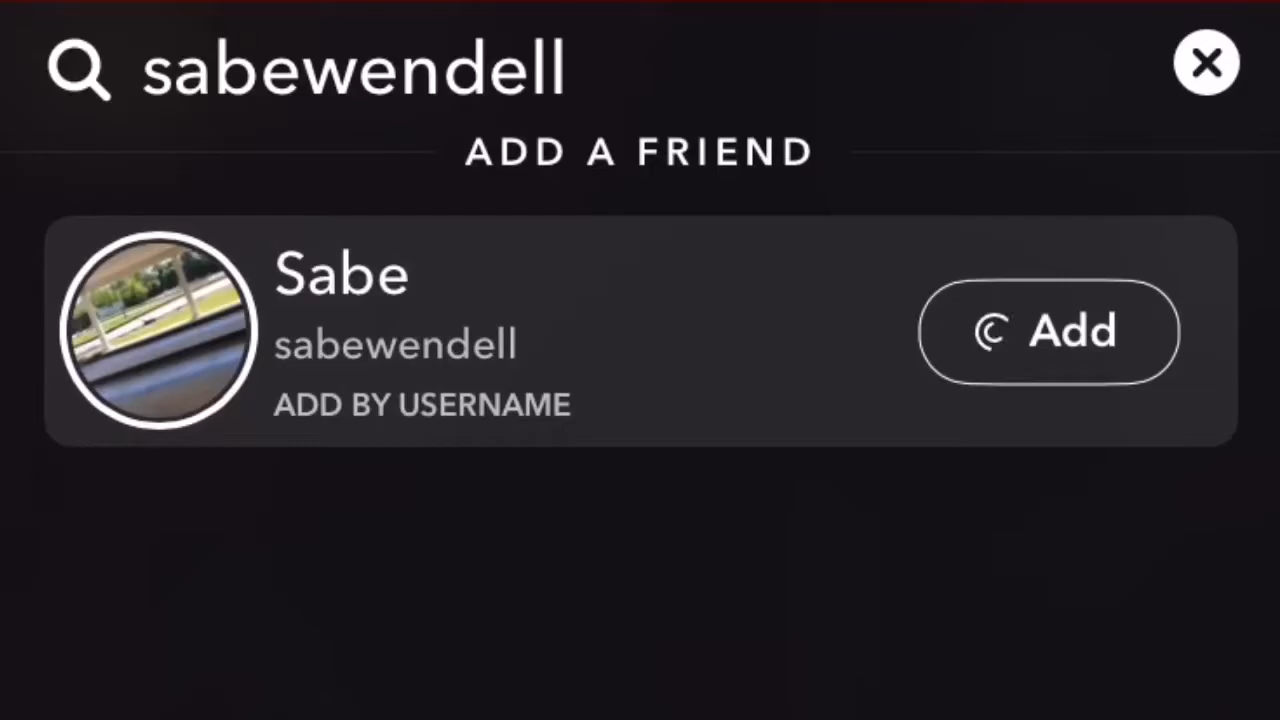 sabewendell
ADD A FRIEND
Sabe
sabewendell
ADD BY USERNAME
Add